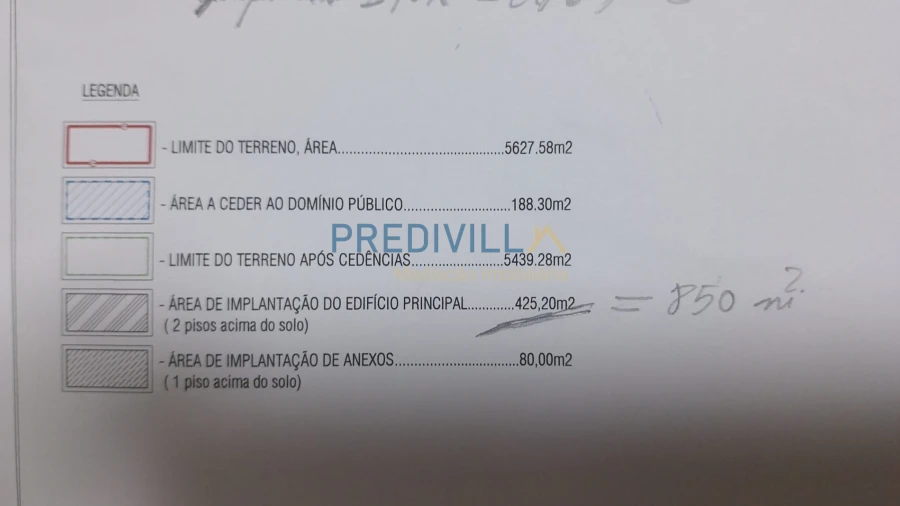 LEGENDA
- LIMITE DO TERRENO, ÁREA..........................................5627.58m2
- ÁREA A CEDER AO DOMÍNIO PÚBLICO...........................188.30m2
PREDIVILLA
- LIMITE DO TERRENO APÓS CEDÊNCIAS.......................5439.28m2
- ÁREA DE IMPLANTAÇÃO DO EDIFÍCIO PRINCIPAL............425,20m2 = 850 m²
( 2 pisos acima do solo)
- ÁREA DE IMPLANTAÇÃO DE ANEXOS...............................80,00m2
( 1 piso acima do solo)